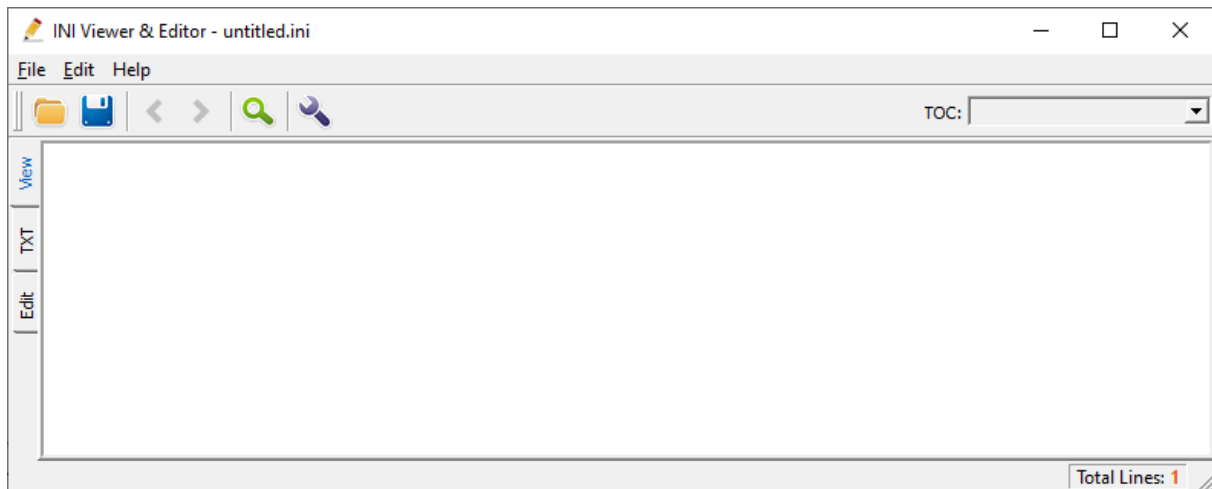 INI Viewer & Editor - untitled.ini
File Edit Help
TOC:
View
TXT
Edit
Total Lines: 1